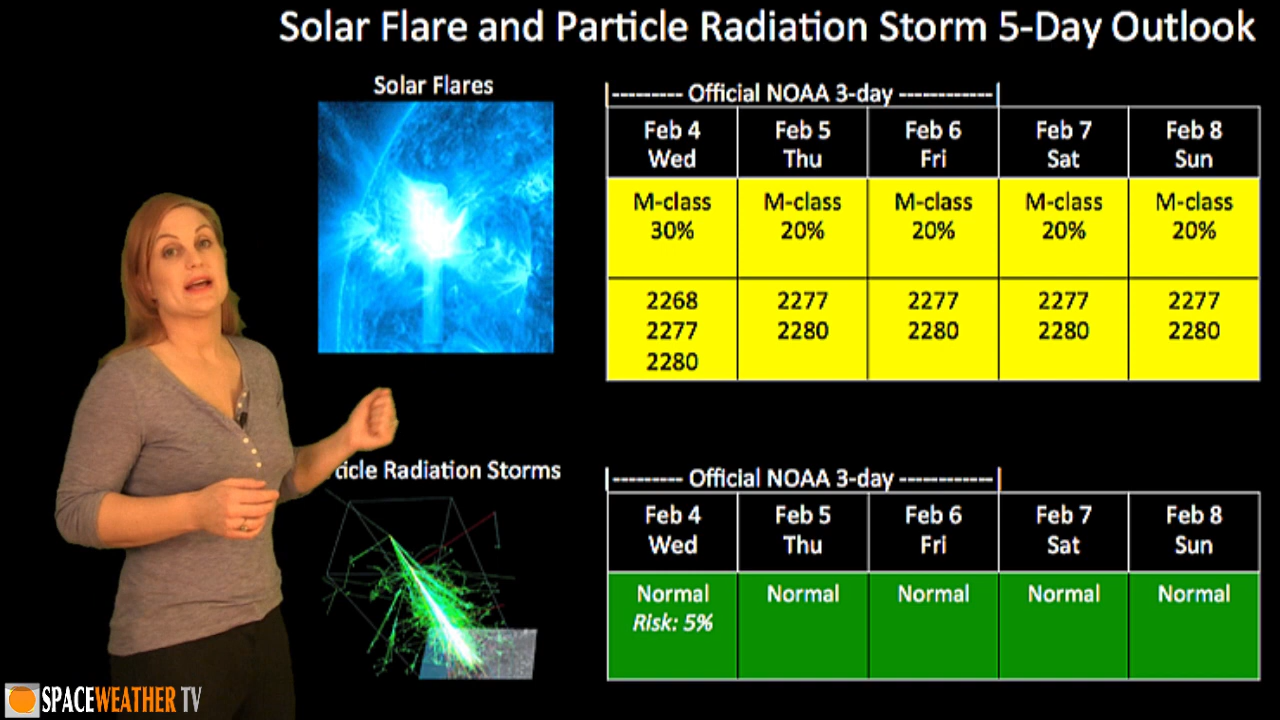 Solar Flare and Particle Radiation Storm 5-Day Outlook
Solar Flares
|--------- Official NOAA 3-day ------------|
Feb 4 Feb 5 Feb 6 Feb 7 Feb 8
Wed Thu Fri Sat Sun
M-class M-class M-class M-class M-class
30% 20% 20% 20% 20%
2268 2277 2277 2277 2277
2277 2280 2280 2280 2280
2280
ticle Radiation Storms
|--------- Official NOAA 3-day ------------|
Feb 4 Feb 5 Feb 6 Feb 7 Feb 8
Wed Thu Fri Sat Sun
Normal Normal Normal Normal Normal
Risk: 5%
SPACEWEATHER TV